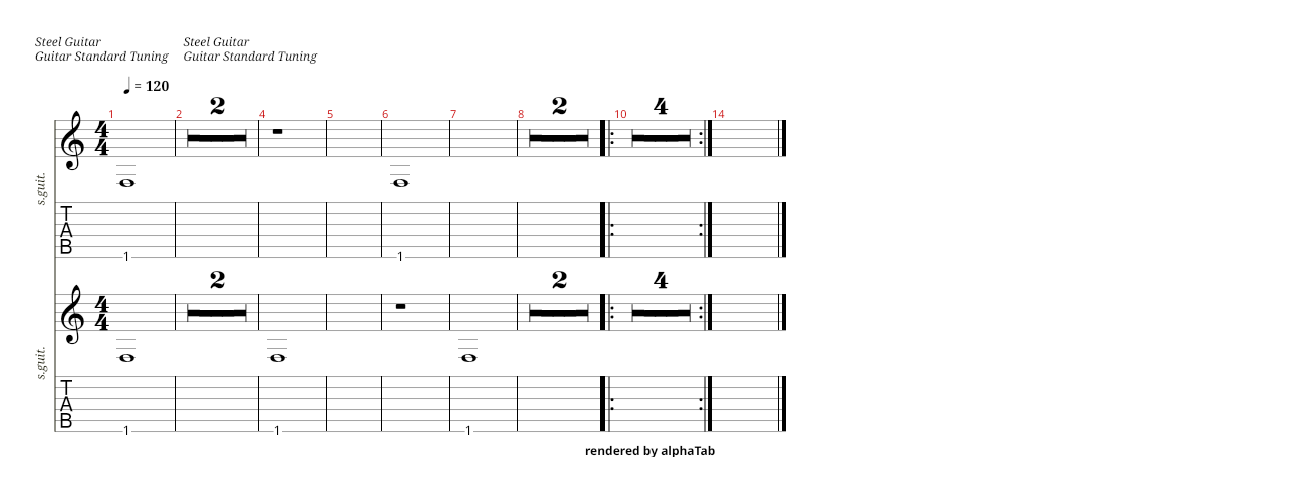 Steel Guitar Steel Guitar
Guitar Standard Tuning Guitar Standard Tuning
= 120
2 2 4
1 2 4 5 6 7 8 10 14
4
4
s.guit.
T
A
B
1 1
2 2 4
4
4
s.guit.
T
A
B
1 1 1
rendered by alphaTab